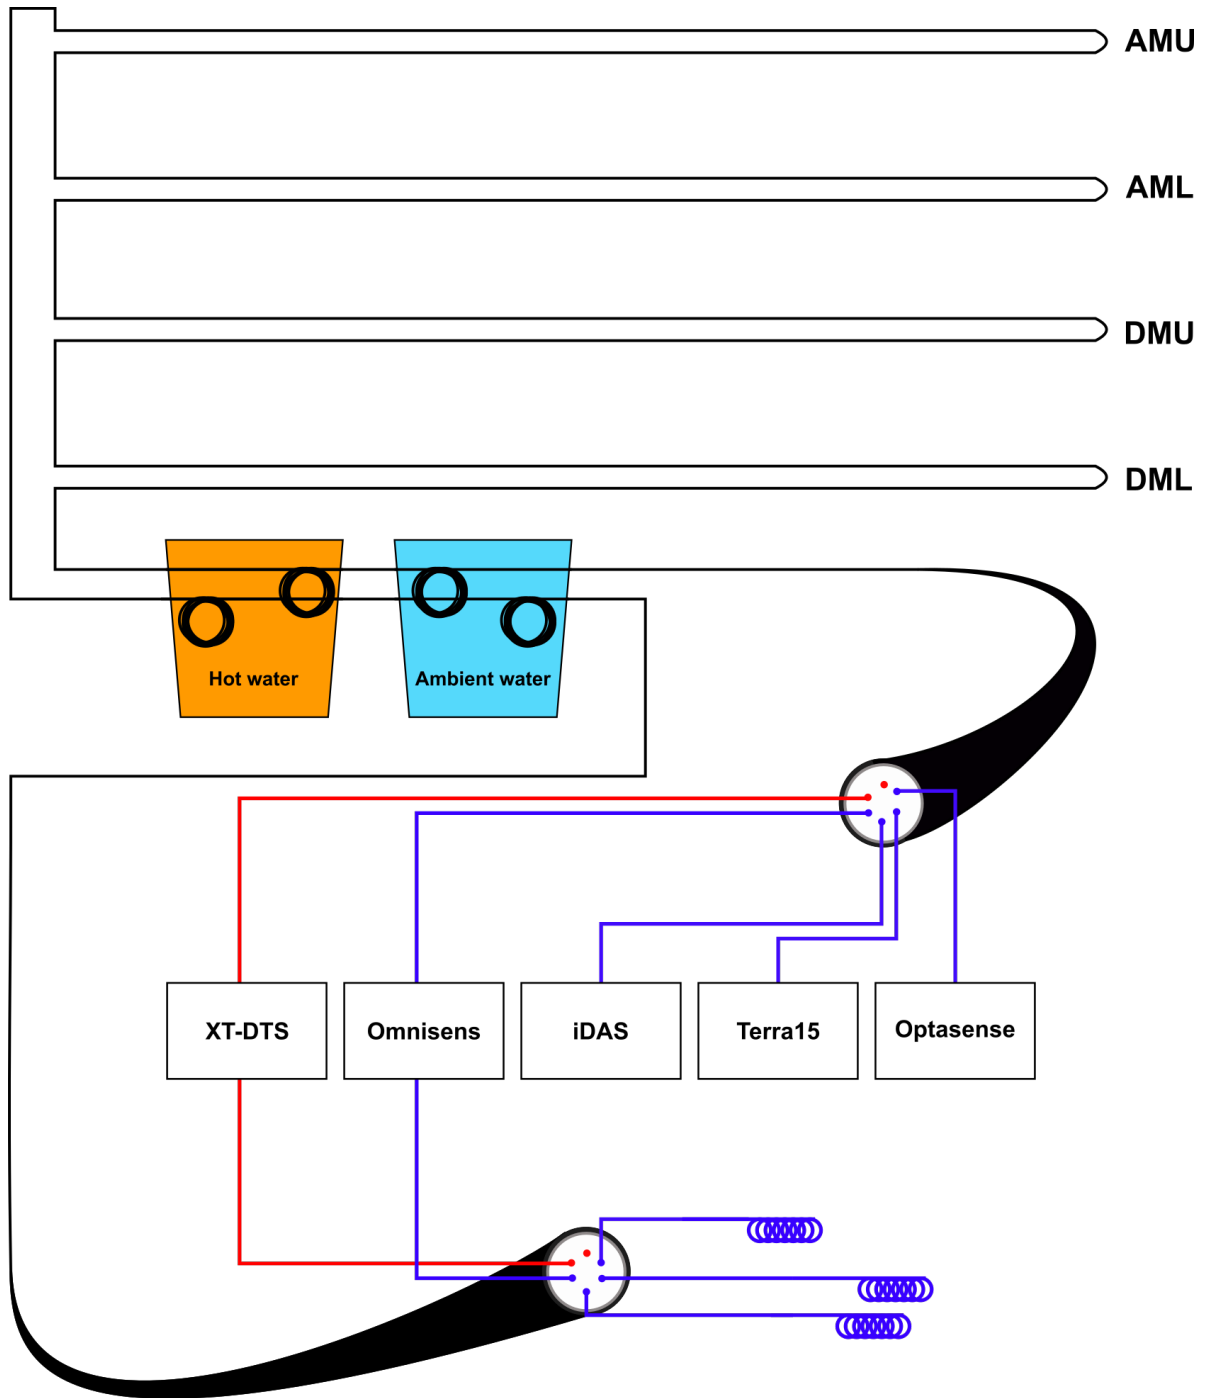 AMU
AML
DMU
DML
Hot water
Ambient water
XT-DTS
Omnisens
iDAS
Terra15
Optasense